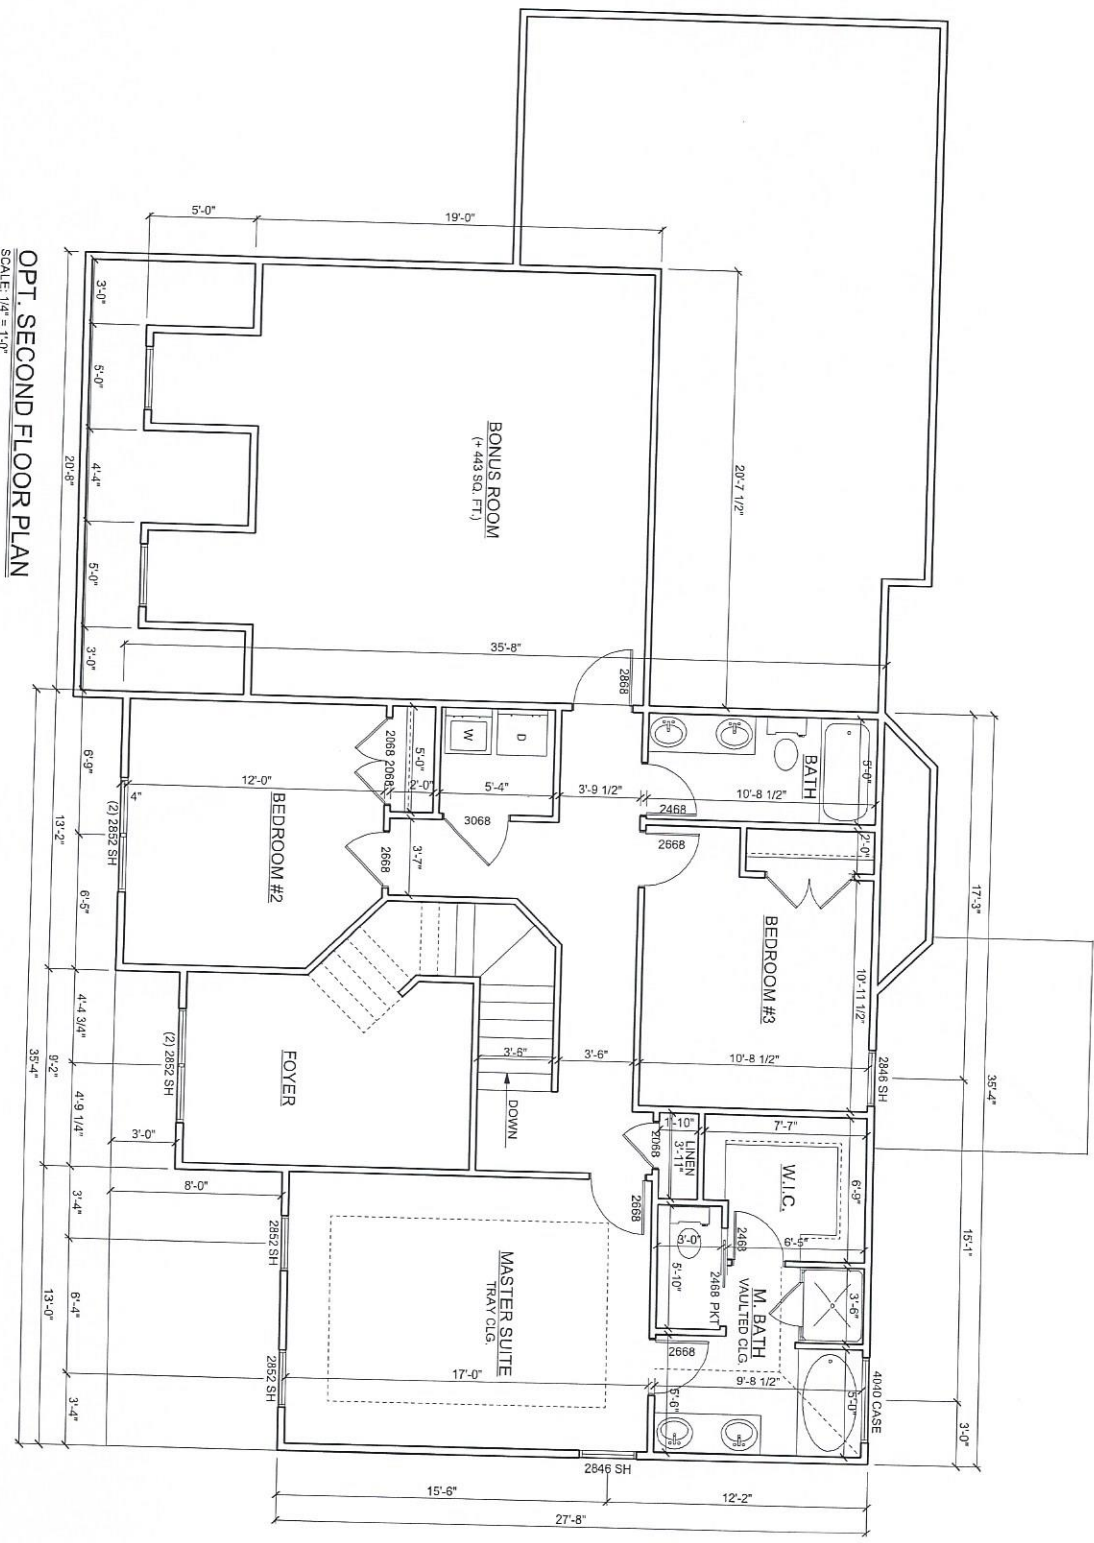 5'-0"
19'-0"
3'-0"
5'-0"
4'-4"
5'-0"
3'-0"
20'-8"
BONUS ROOM
(+ 443 SQ. FT.)
20'-7 1/2"
35'-8"
2868
OPT. SECOND FLOOR PLAN
SCALE: 1/4" = 1'-0"
6'-9"
13'-2"
6'-5"
(2) 2852 SH
4"
12'-0"
BEDROOM #2
2068 2068
5'-0"
2'-0"
W
D
5'-4"
3068
2668
3'-7"
3'-9 1/2"
BATH
5'-0"
10'-8 1/2"
2468
2668
2'-0"
BEDROOM #3
10'-11 1/2"
10'-8 1/2"
2846 SH
17'-3"
35'-4"
4'-4 3/4"
9'-2"
4'-9 1/4"
35'-4"
(2) 2852 SH
3'-0"
FOYER
3'-6"
3'-6"
DOWN
1'-10"
2068
LINEN
3'-11"
7'-7"
W.I.C.
6'-9"
15'-1"
8'-0"
3'-4"
2852 SH
6'-4"
13'-0"
2852 SH
3'-4"
2668
MASTER SUITE
TRAY CLG.
17'-0"
3'-0"
5'-10"
2468
2468 PKT
M. BATH
VAULTED CLG.
3'-6"
2668
5'-6"
9'-8 1/2"
5'-0"
4040 CASE
3'-0"
2846 SH
15'-6"
12'-2"
27'-8"